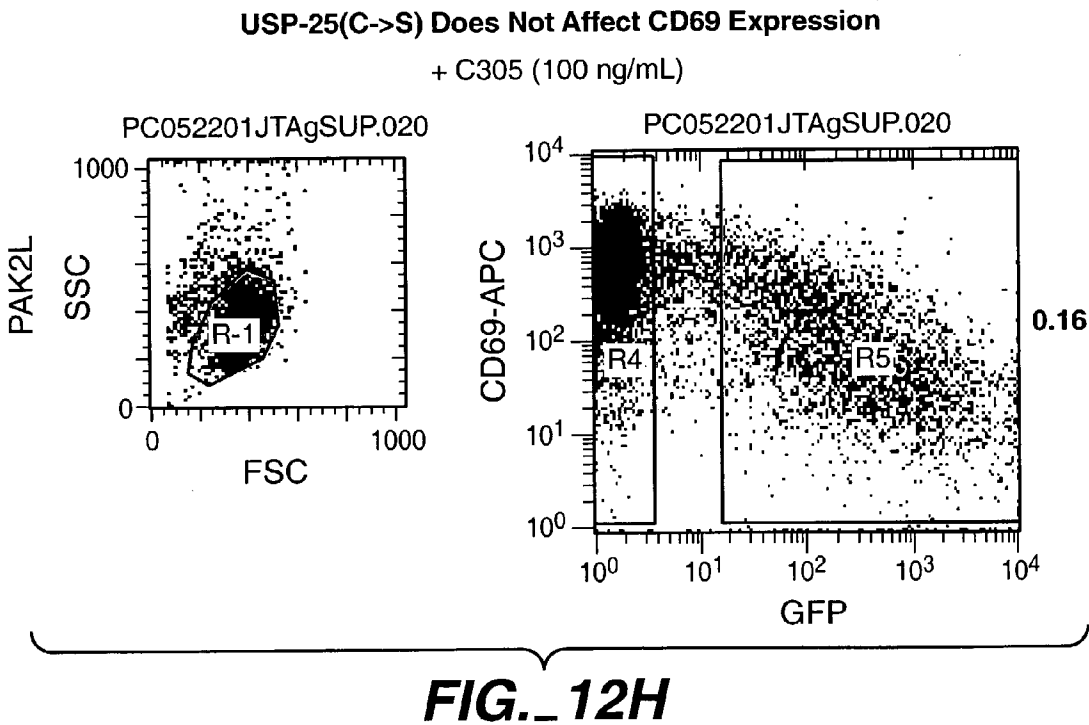 USP-25(C->S) Does Not Affect CD69 Expression
+ C305 (100 ng/mL)
PC052201JTAgSUP.020
1000
0
0
1000
R-1
PAK2L
SSC
FSC
PC052201JTAgSUP.020
10⁴
10³
10²
10¹
10⁰
CD69-APC
R4
R5
10⁰
10¹
10²
10³
10⁴
GFP
0.16
FIG._12H